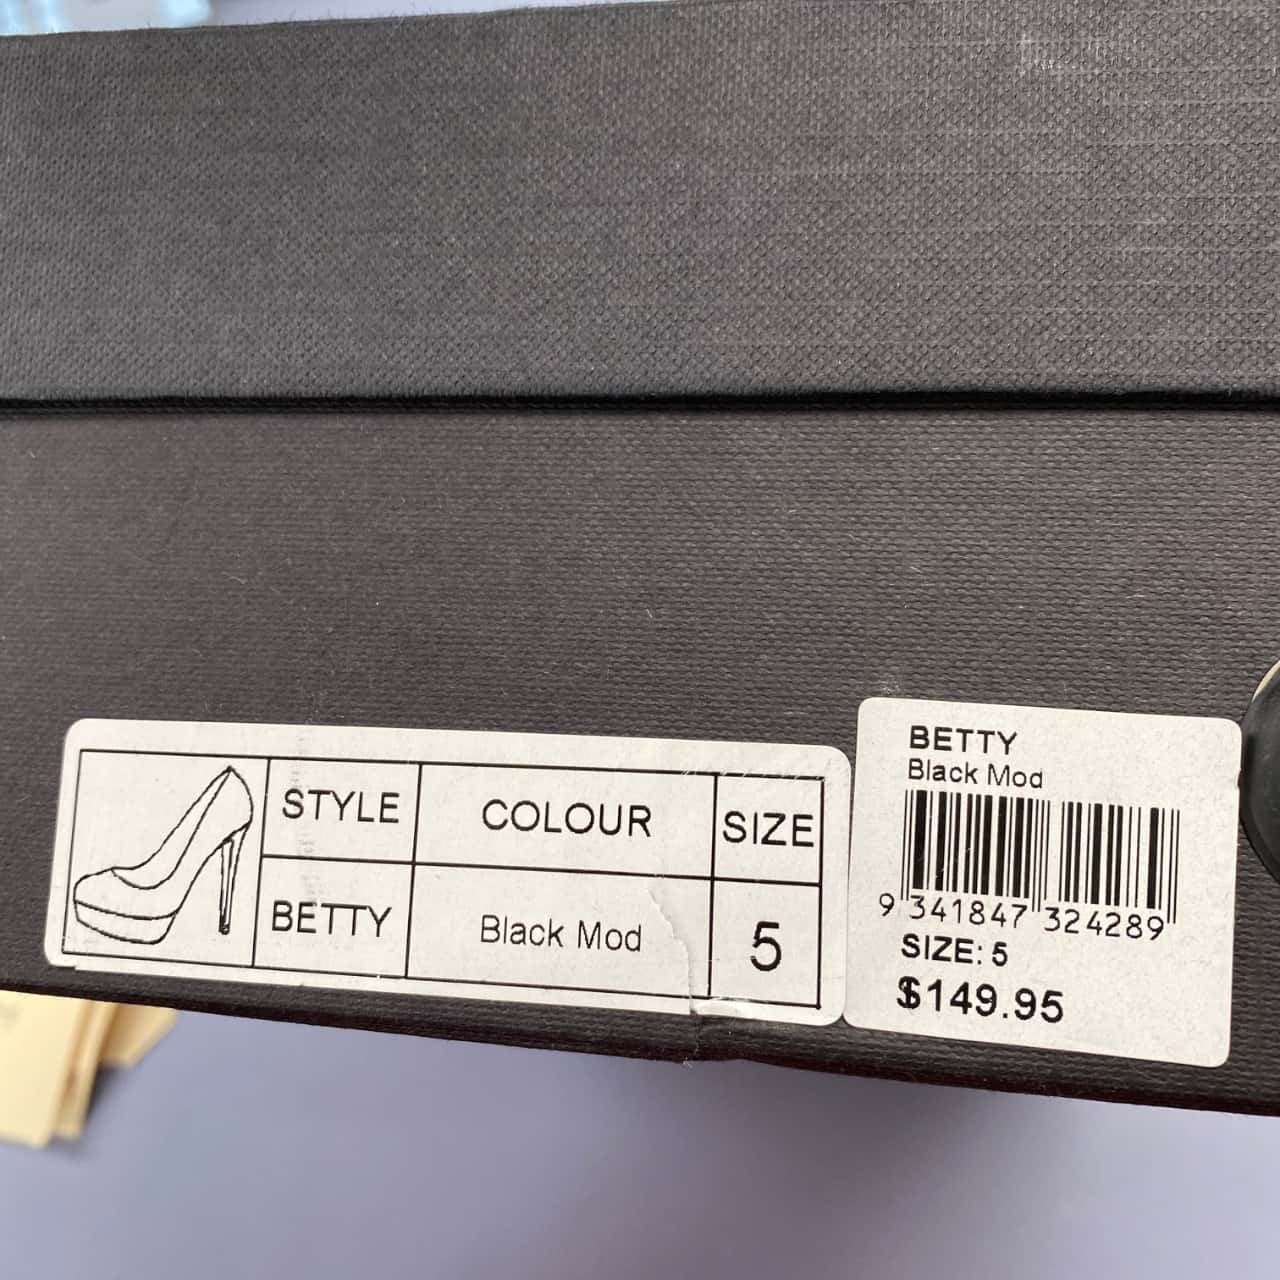 STYLE COLOUR SIZE
BETTY Black Mod 5
BETTY
Black Mod
9 341847 324289
SIZE: 5
$149.95